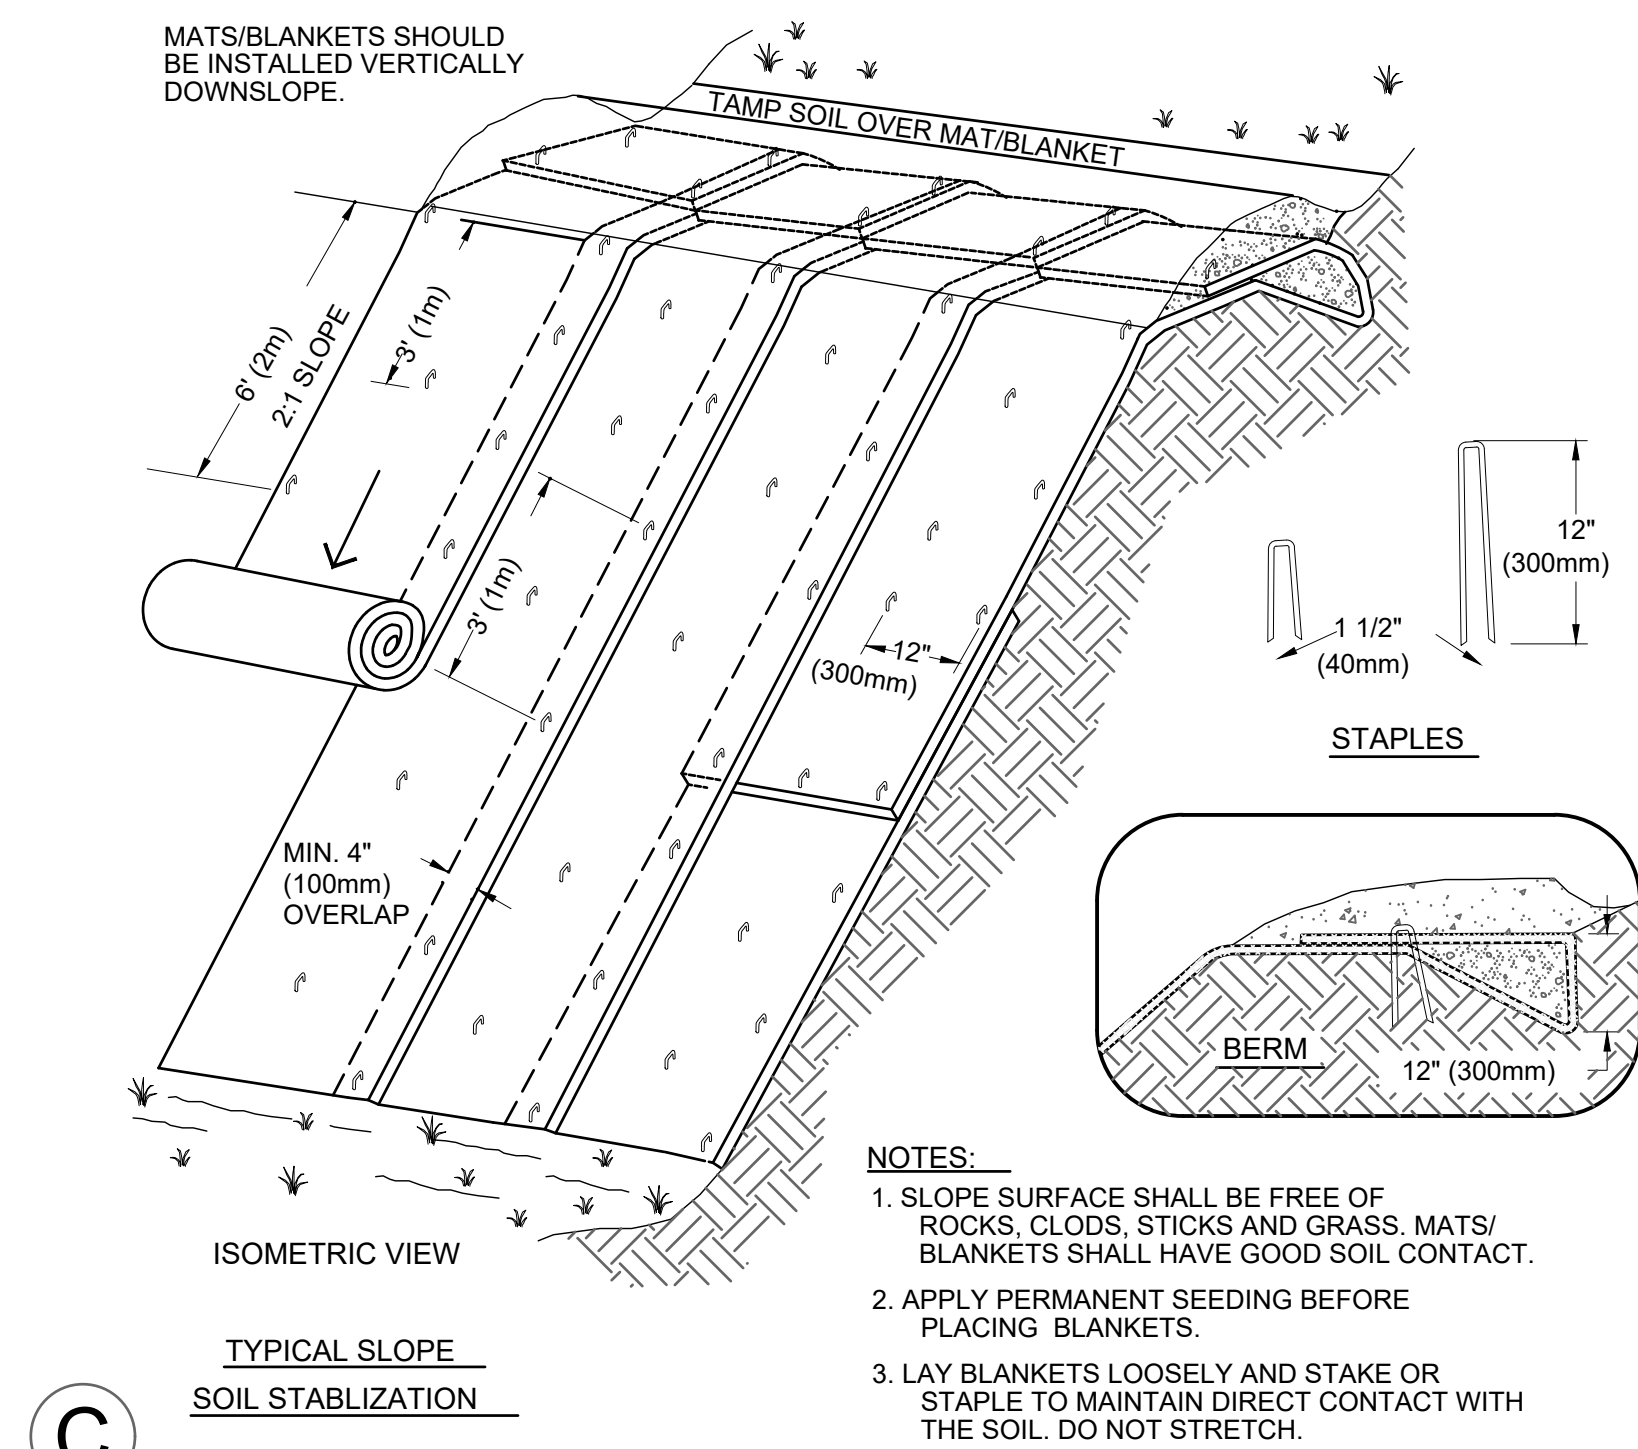 MATS/BLANKETS SHOULD
BE INSTALLED VERTICALLY
DOWNSLOPE.
TAMP SOIL OVER MAT/BLANKET
6' (2m)
2:1 SLOPE
3' (1m)
3' (1m)
12"
(300mm)
MIN. 4"
(100mm)
OVERLAP
12"
(300mm)
1 1/2"
(40mm)
STAPLES
BERM
12" (300mm)
ISOMETRIC VIEW
TYPICAL SLOPE
SOIL STABLIZATION
C
NOTES:
1. SLOPE SURFACE SHALL BE FREE OF
ROCKS, CLODS, STICKS AND GRASS. MATS/
BLANKETS SHALL HAVE GOOD SOIL CONTACT.
2. APPLY PERMANENT SEEDING BEFORE
PLACING BLANKETS.
3. LAY BLANKETS LOOSELY AND STAKE OR
STAPLE TO MAINTAIN DIRECT CONTACT WITH
THE SOIL. DO NOT STRETCH.